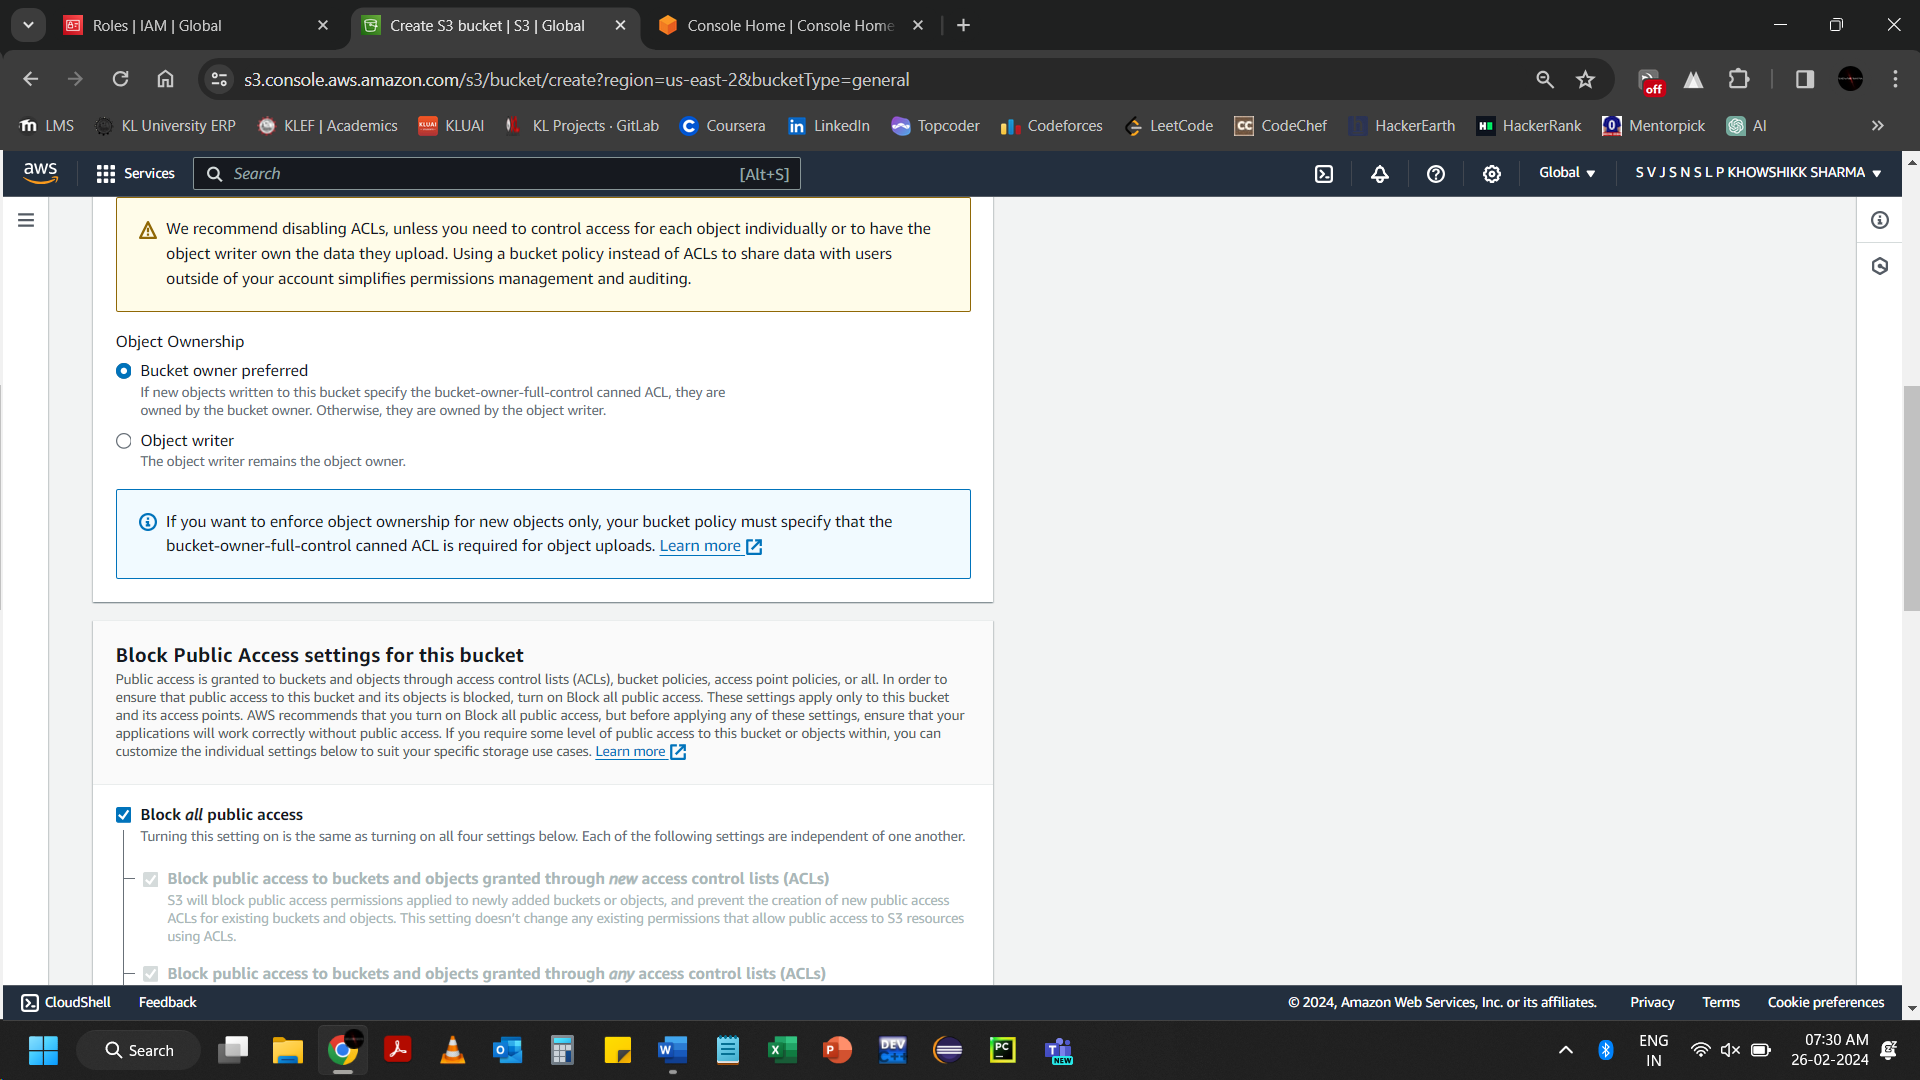 Roles | IAM | Global
Create S3 bucket | S3 | Global
Console Home | Console Home
s3.console.aws.amazon.com/s3/bucket/create?region=us-east-2&bucketType=general
off
LMS
KL University ERP
KLEF | Academics
KLUAI
KLUAI
KL Projects · GitLab
Coursera
LinkedIn
Topcoder
Codeforces
LeetCode
CC
CodeChef
HackerEarth
HackerRank
Mentorpick
AI
aws
Services
Search
[Alt+S]
Global
S V J S N S L P KHOWSHIKK SHARMA
We recommend disabling ACLs, unless you need to control access for each object individually or to have the
object writer own the data they upload. Using a bucket policy instead of ACLs to share data with users
outside of your account simplifies permissions management and auditing.
Object Ownership
Bucket owner preferred
If new objects written to this bucket specify the bucket-owner-full-control canned ACL, they are
owned by the bucket owner. Otherwise, they are owned by the object writer.
Object writer
The object writer remains the object owner.
If you want to enforce object ownership for new objects only, your bucket policy must specify that the
bucket-owner-full-control canned ACL is required for object uploads. Learn more
Block Public Access settings for this bucket
Public access is granted to buckets and objects through access control lists (ACLs), bucket policies, access point policies, or all. In order to
ensure that public access to this bucket and its objects is blocked, turn on Block all public access. These settings apply only to this bucket
and its access points. AWS recommends that you turn on Block all public access, but before applying any of these settings, ensure that your
applications will work correctly without public access. If you require some level of public access to this bucket or objects within, you can
customize the individual settings below to suit your specific storage use cases. Learn more
Block all public access
Turning this setting on is the same as turning on all four settings below. Each of the following settings are independent of one another.
Block public access to buckets and objects granted through new access control lists (ACLs)
S3 will block public access permissions applied to newly added buckets or objects, and prevent the creation of new public access
ACLs for existing buckets and objects. This setting doesn't change any existing permissions that allow public access to S3 resources
using ACLs.
Block public access to buckets and objects granted through any access control lists (ACLs)
CloudShell
Feedback
© 2024, Amazon Web Services, Inc. or its affiliates.
Privacy
Terms
Cookie preferences
Search
DEV
PC
NEW
ENG
IN
07:30 AM
26-02-2024